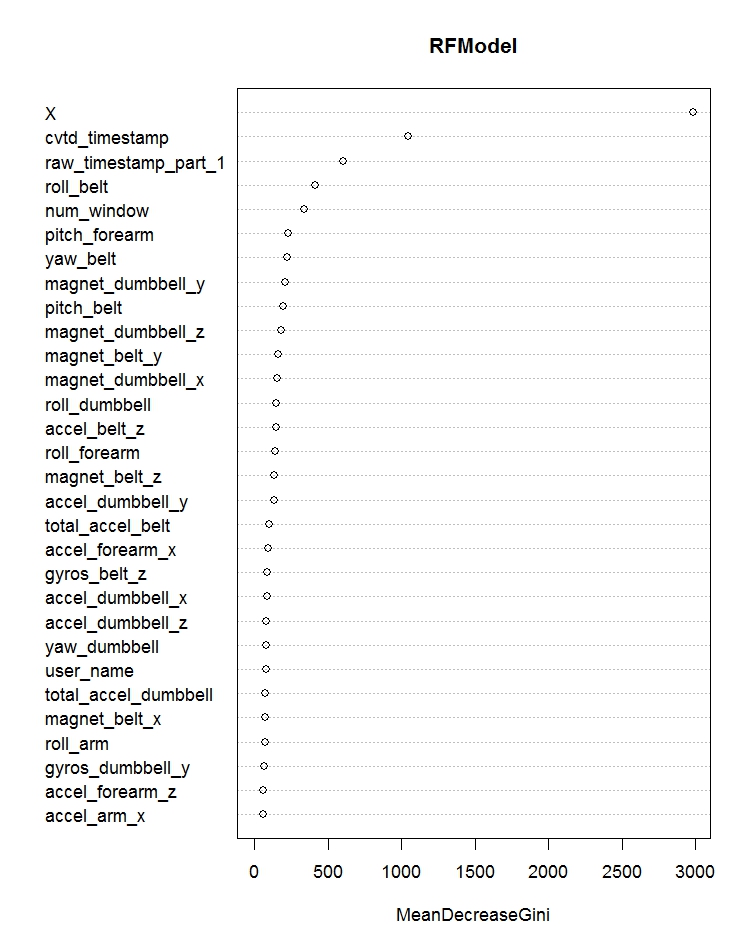 RFModel
X
cvtd_timestamp
raw_timestamp_part_1
roll_belt
num_window
pitch_forearm
yaw_belt
magnet_dumbbell_y
pitch_belt
magnet_dumbbell_z
magnet_belt_y
magnet_dumbbell_x
roll_dumbbell
accel_belt_z
roll_forearm
magnet_belt_z
accel_dumbbell_y
total_accel_belt
accel_forearm_x
gyros_belt_z
accel_dumbbell_x
accel_dumbbell_z
yaw_dumbbell
user_name
total_accel_dumbbell
magnet_belt_x
roll_arm
gyros_dumbbell_y
accel_forearm_z
accel_arm_x
0 500 1000 1500 2000 2500 3000
MeanDecreaseGini